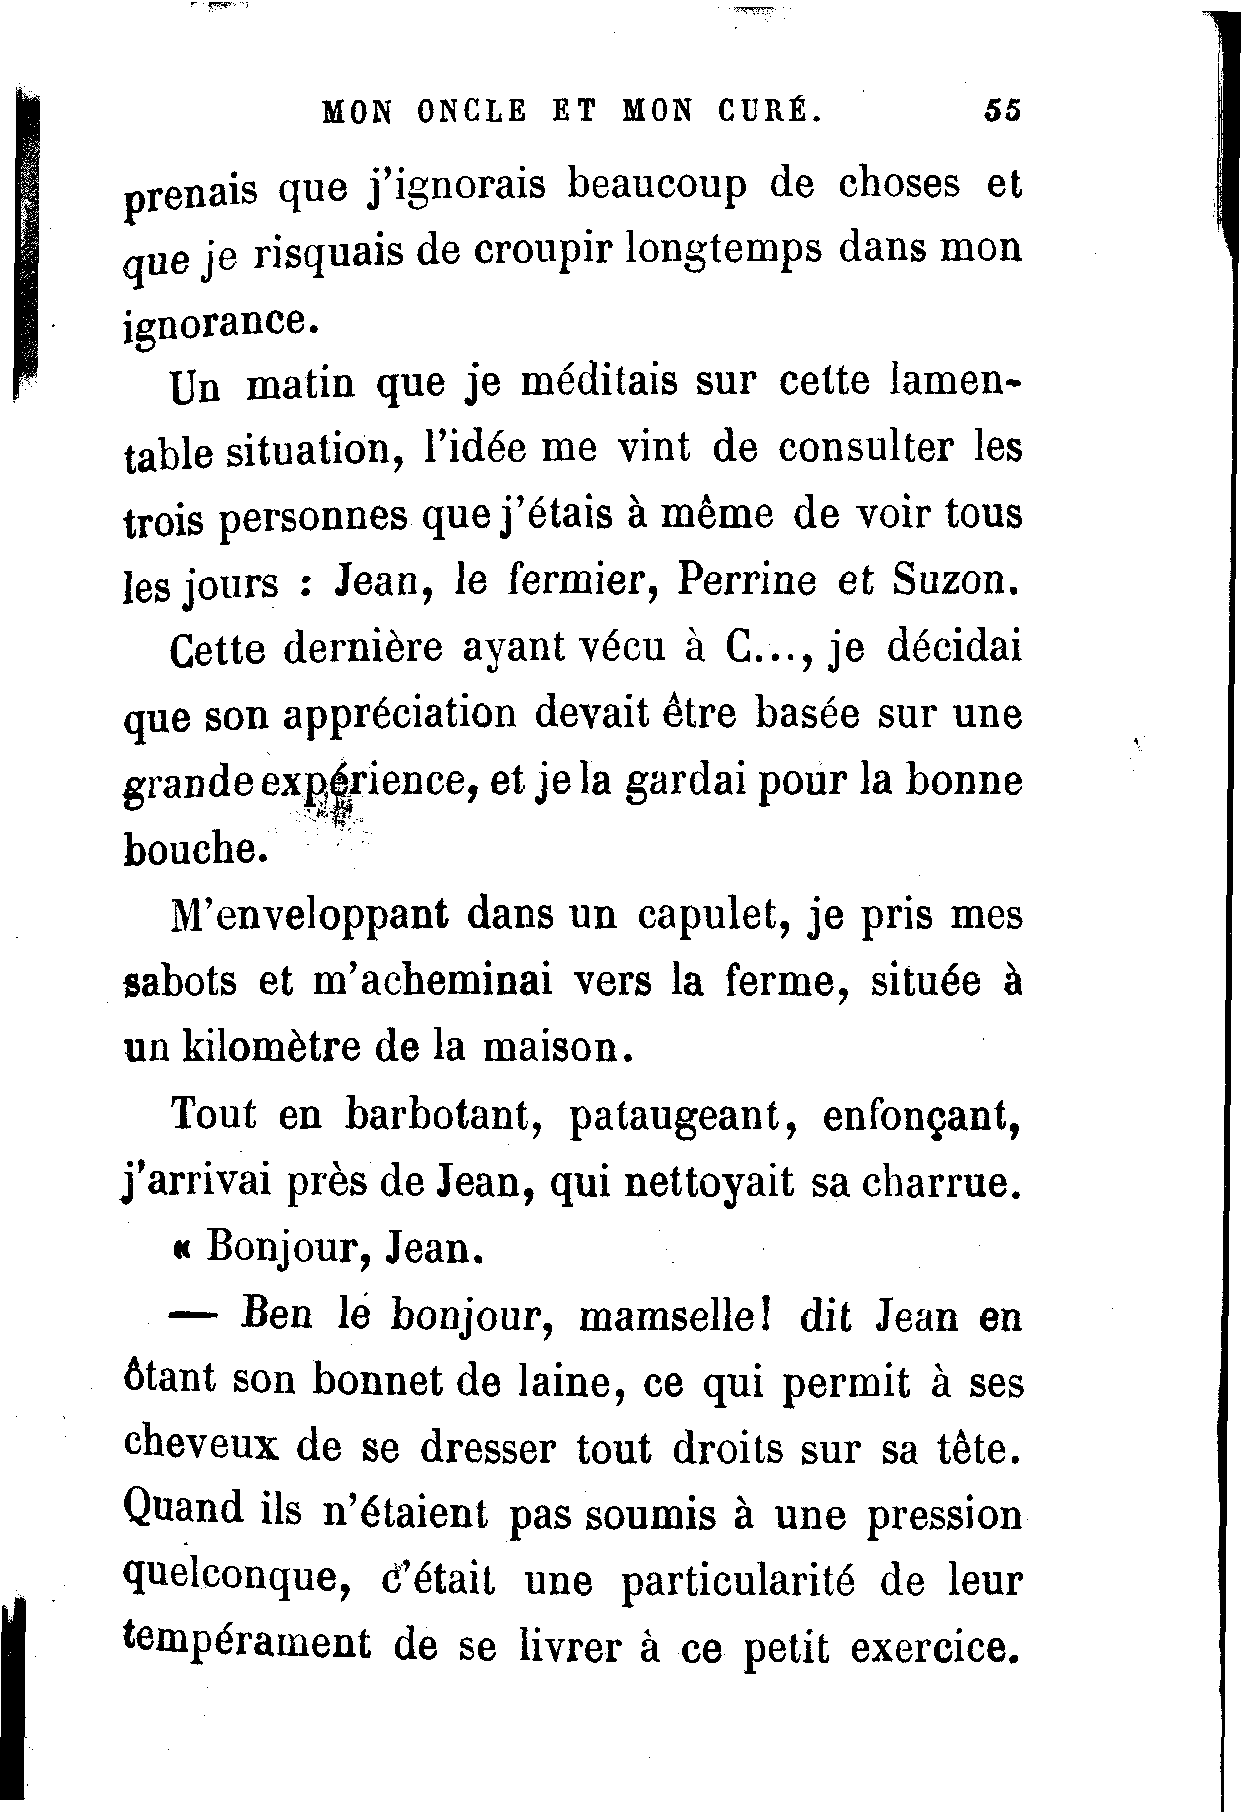 MON ONCLE ET MON CURÉ. 55
prenais que j'ignorais beaucoup de choses et
que je risquais de croupir longtemps dans mon
ignorance.
Un matin que je méditais sur cette lamen-
table situation, l'idée me vint de consulter les
trois personnes que j'étais à même de voir tous
les jours : Jean, le fermier, Perrine et Suzon.
Cette dernière ayant vécu à C..., je décidai
que son appréciation devait être basée sur une
grande expérience, et je la gardai pour la bonne
bouche.
M'enveloppant dans un capulet, je pris mes
sabots et m'acheminai vers la ferme, située à
un kilomètre de la maison.
Tout en barbotant, pataugeant, enfonçant,
j'arrivai près de Jean, qui nettoyait sa charrue.
« Bonjour, Jean.
— Ben le bonjour, mamselle! dit Jean en
ôtant son bonnet de laine, ce qui permit à ses
cheveux de se dresser tout droits sur sa tête.
Quand ils n'étaient pas soumis à une pression
quelconque, c'était une particularité de leur
tempérament de se livrer à ce petit exercice.